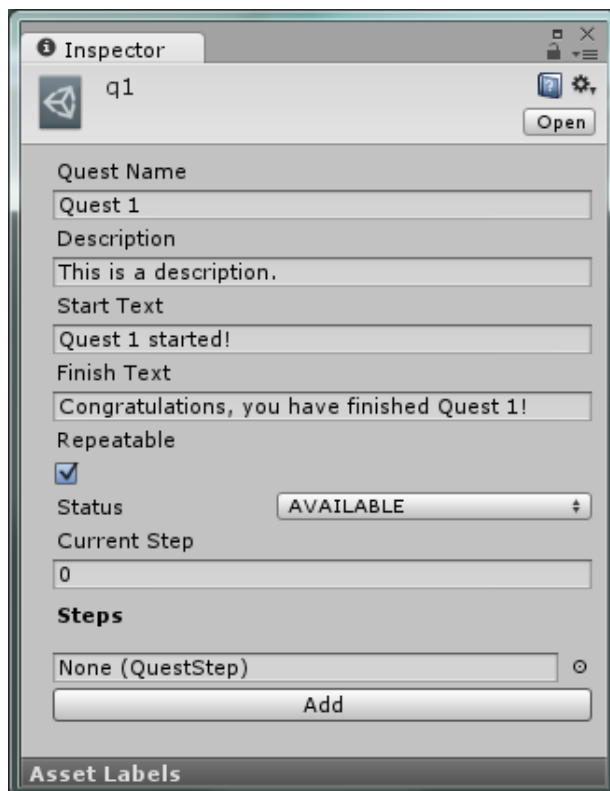 Inspector
q1
Open
Quest Name
Quest 1
Description
This is a description.
Start Text
Quest 1 started!
Finish Text
Congratulations, you have finished Quest 1!
Repeatable
Status AVAILABLE
Current Step
0
Steps
None (QuestStep)
Add
Asset Labels